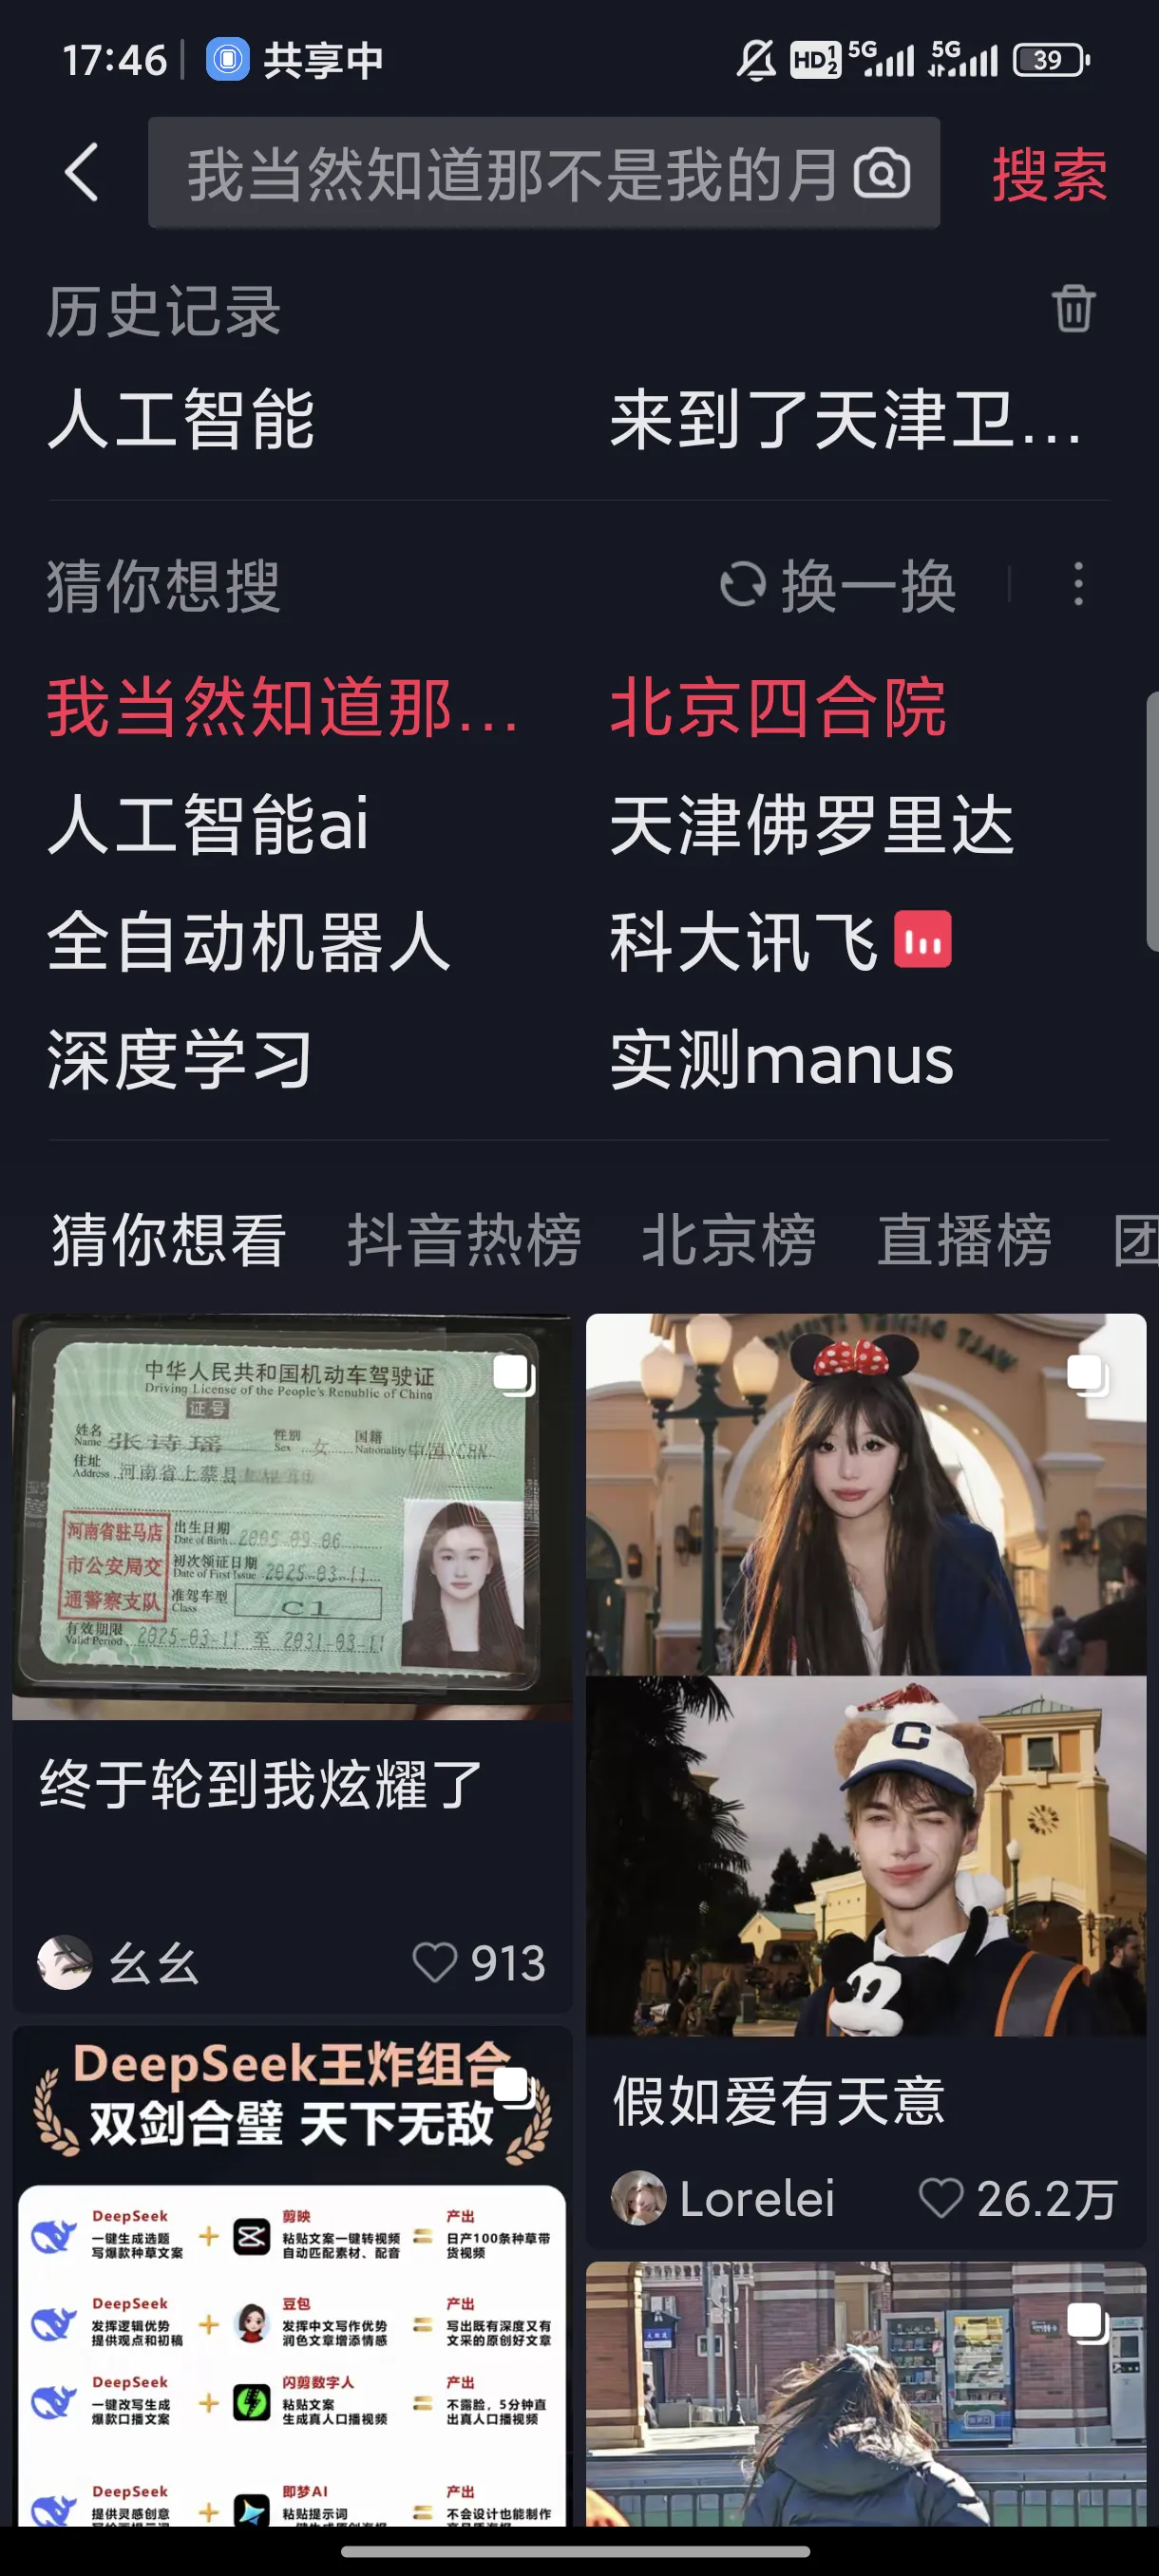 17:46 共享中 HD 1 2 5G 5G 39
我当然知道那不是我的月 搜索
历史记录
人工智能 来到了天津卫...
猜你想搜 换一换
我当然知道那... 北京四合院
人工智能ai 天津佛罗里达
全自动机器人 科大讯飞
深度学习 实测manus
猜你想看 抖音热榜 北京榜 直播榜 团
中华人民共和国机动车驾驶证
Driving License of the People's Republic of China
证号
姓名 Name 张诗瑶 性别 Sex 女 国籍 Nationality 中国/CHN
住址 Address 河南省上蔡县
河南省驻马店
市公安局交
通警察支队
出生日期 Date of Birth 2005-09-06
初次领证日期 Date of First Issue 2025-03-11
准驾车型 Class C1
有效期限 Valid Period 2025-03-11 至 2031-03-11
终于轮到我炫耀了
幺幺 913
C
假如爱有天意
Lorelei 26.2万
DeepSeek王炸组合
双剑合璧 天下无敌
DeepSeek 剪映 产出
一键生成选题 + 粘贴文案一键转视频 = 日产100条种草带
写爆款种草文案 自动匹配素材、配音 货视频
DeepSeek 豆包 产出
发挥逻辑优势 + 发挥中文写作优势 = 写出既有深度又有
提供观点和初稿 润色文章增添情感 文采的原创好文章
DeepSeek 闪剪数字人 产出
一键改写生成 + 粘贴文案 = 不露脸，5分钟直
爆款口播文案 生成真人口播视频 出真人口播视频
DeepSeek 即梦AI 产出
提供灵感创意 + 粘贴提示词 = 不会设计也能制作